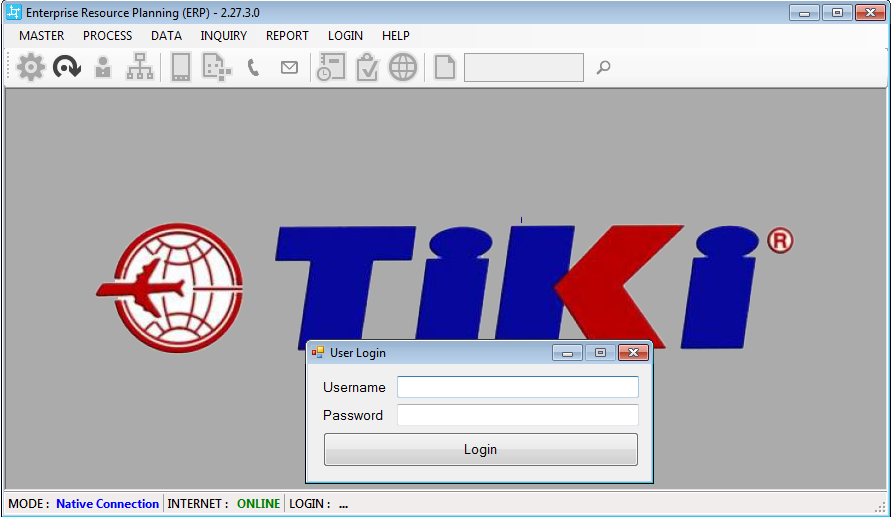 Enterprise Resource Planning (ERP) - 2.27.3.0
MASTER PROCESS DATA INQUIRY REPORT LOGIN HELP
TiKi ®
User Login
Username
Password
Login
MODE : Native Connection INTERNET : ONLINE LOGIN : ...